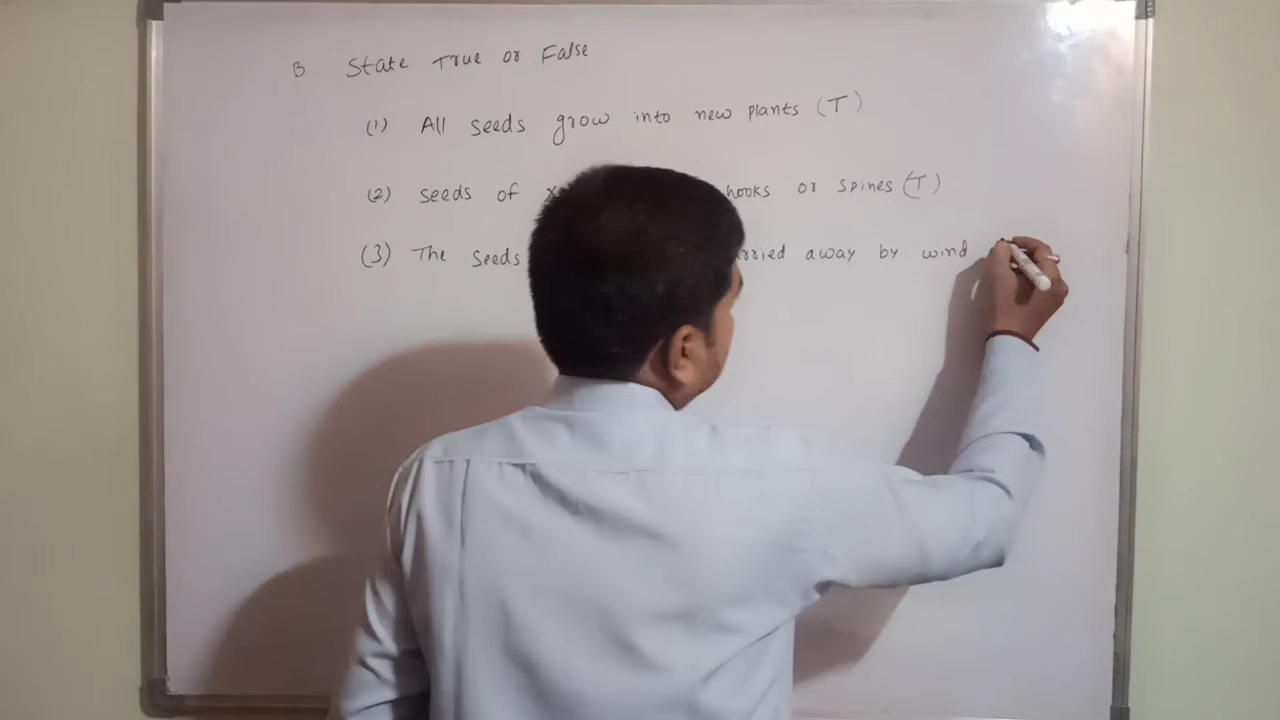 B State True or False
(1) All seeds grow into new plants (T)
(2) seeds of hooks or spines (T)
(3) The seeds away by wind